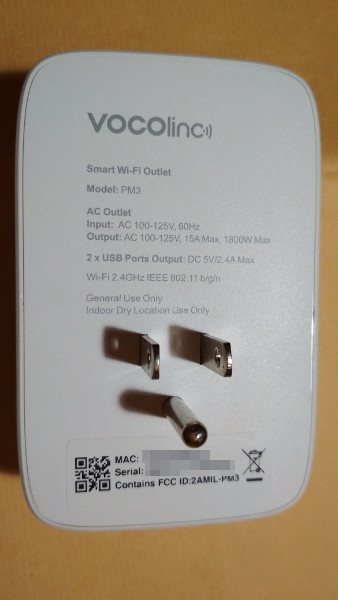 VOCOlinc
Smart Wi-Fi Outlet
Model: PM3
AC Outlet
Input: AC 100-125V, 60Hz
Output: AC 100-125V, 15A Max, 1800W Max
2 x USB Ports Output: DC 5V/2.4A Max
Wi-Fi 2.4GHz IEEE 802.11 b/g/n
General Use Only
Indoor Dry Location Use Only
MAC:
Serial:
Contains FCC ID:2AMIL-PM3